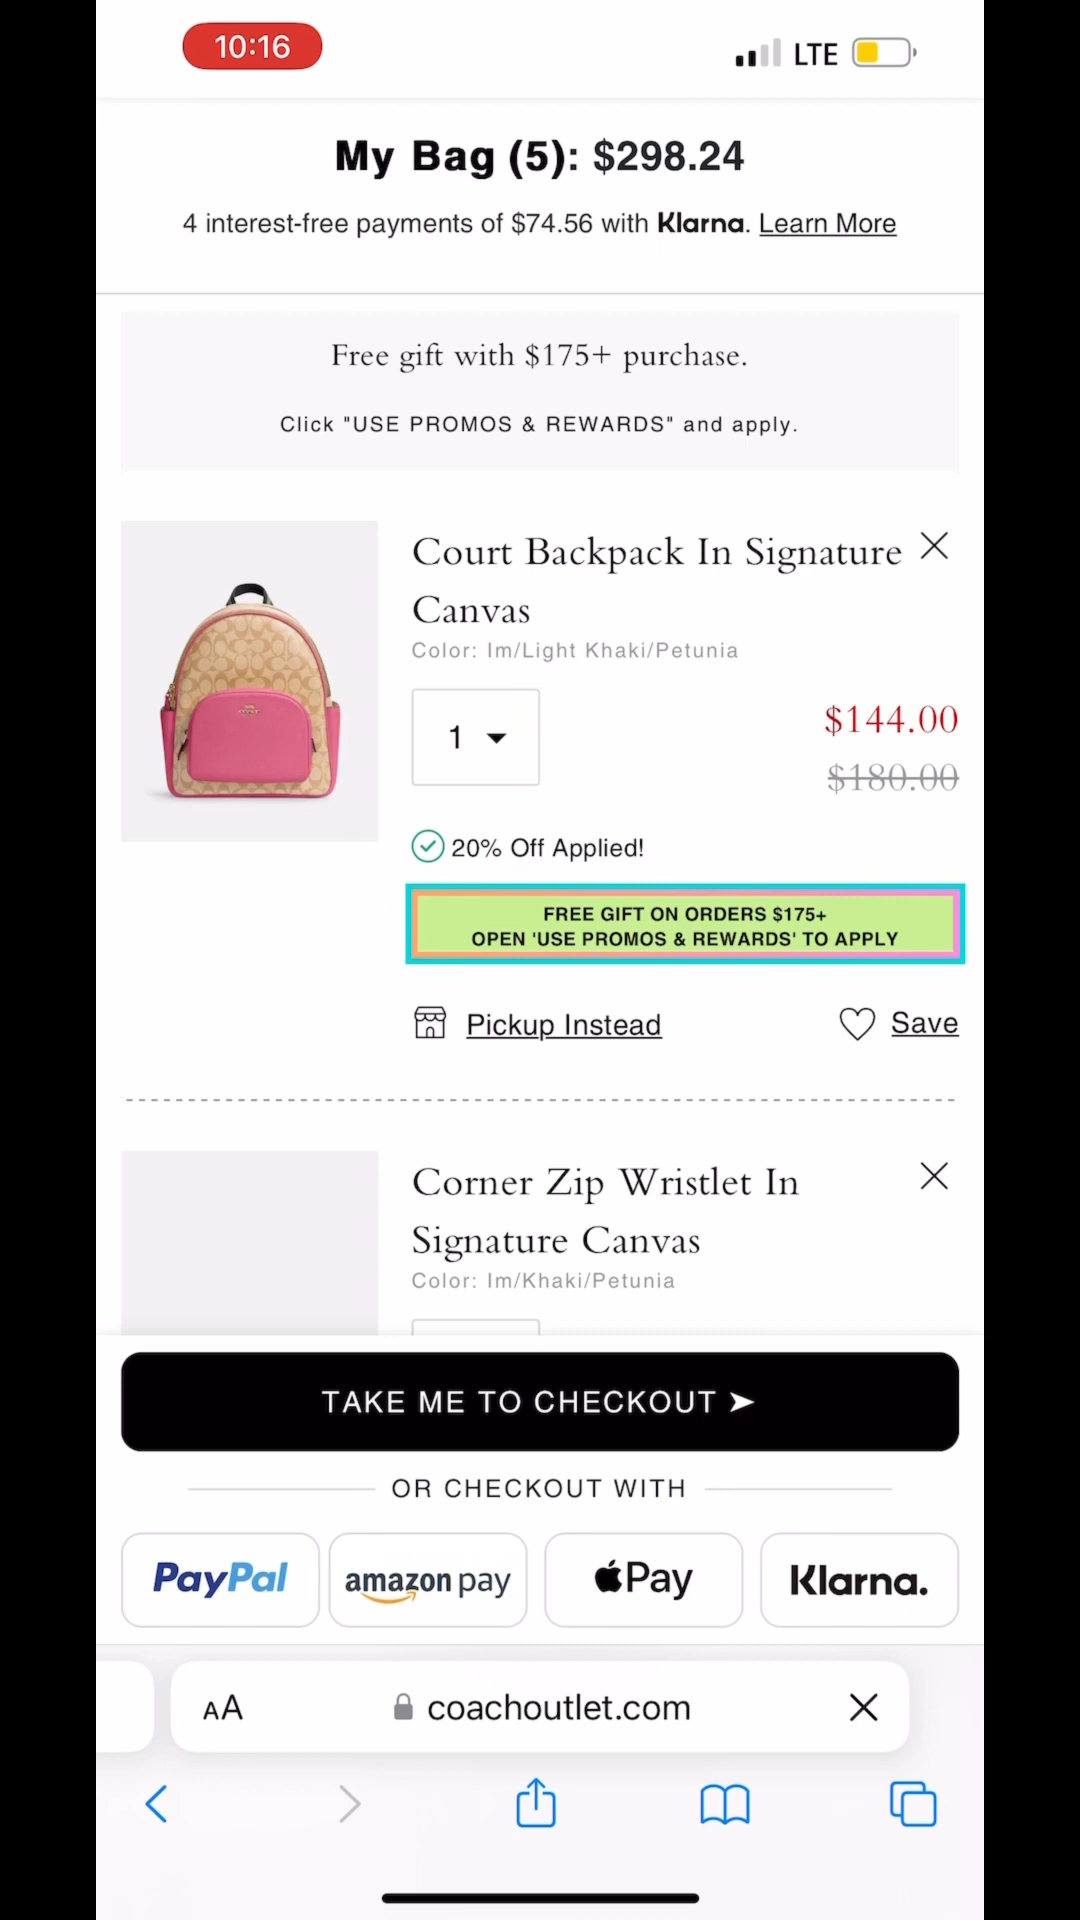 10:16
LTE
My Bag (5): $298.24
4 interest-free payments of $74.56 with Klarna. Learn More
Free gift with $175+ purchase.
Click "USE PROMOS & REWARDS" and apply.
Court Backpack In Signature
Canvas
Color: Im/Light Khaki/Petunia
1
$144.00
$180.00
20% Off Applied!
FREE GIFT ON ORDERS $175+
OPEN 'USE PROMOS & REWARDS' TO APPLY
Pickup Instead
Save
Corner Zip Wristlet In
Signature Canvas
Color: Im/Khaki/Petunia
TAKE ME TO CHECKOUT ➤
OR CHECKOUT WITH
PayPal
amazon pay
Pay
Klarna.
AA
coachoutlet.com